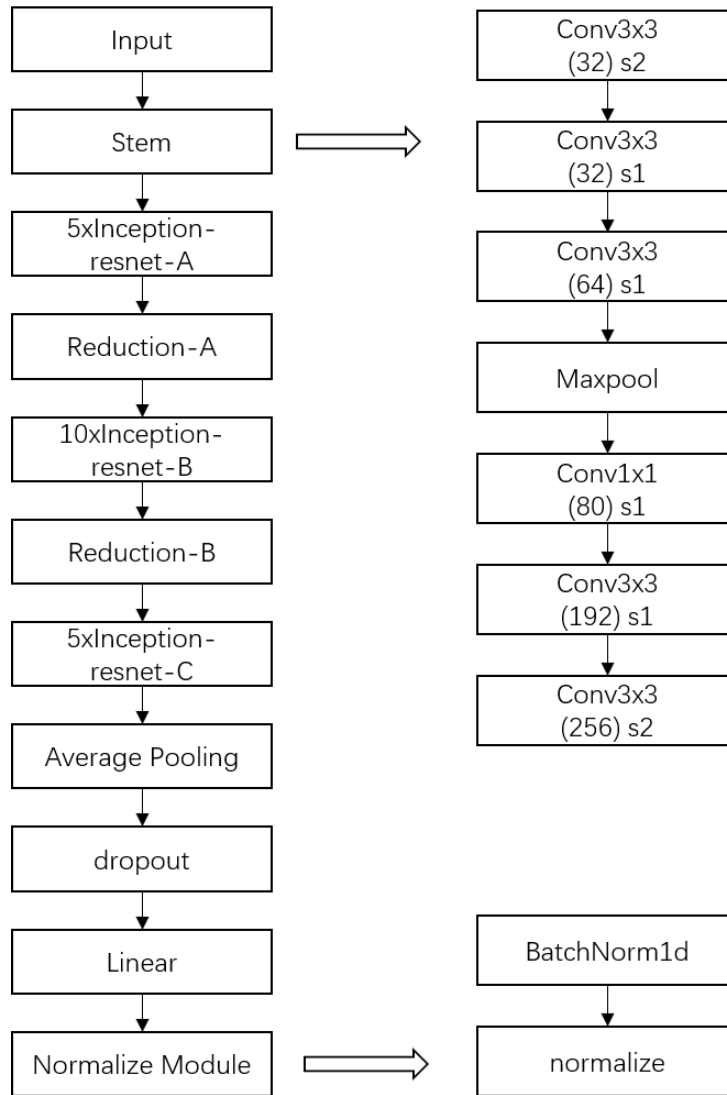 Input
Stem
5xInception-
resnet-A
Reduction-A
10xInception-
resnet-B
Reduction-B
5xInception-
resnet-C
Average Pooling
dropout
Linear
Normalize Module
Conv3x3
(32) s2
Conv3x3
(32) s1
Conv3x3
(64) s1
Maxpool
Conv1x1
(80) s1
Conv3x3
(192) s1
Conv3x3
(256) s2
BatchNorm1d
normalize